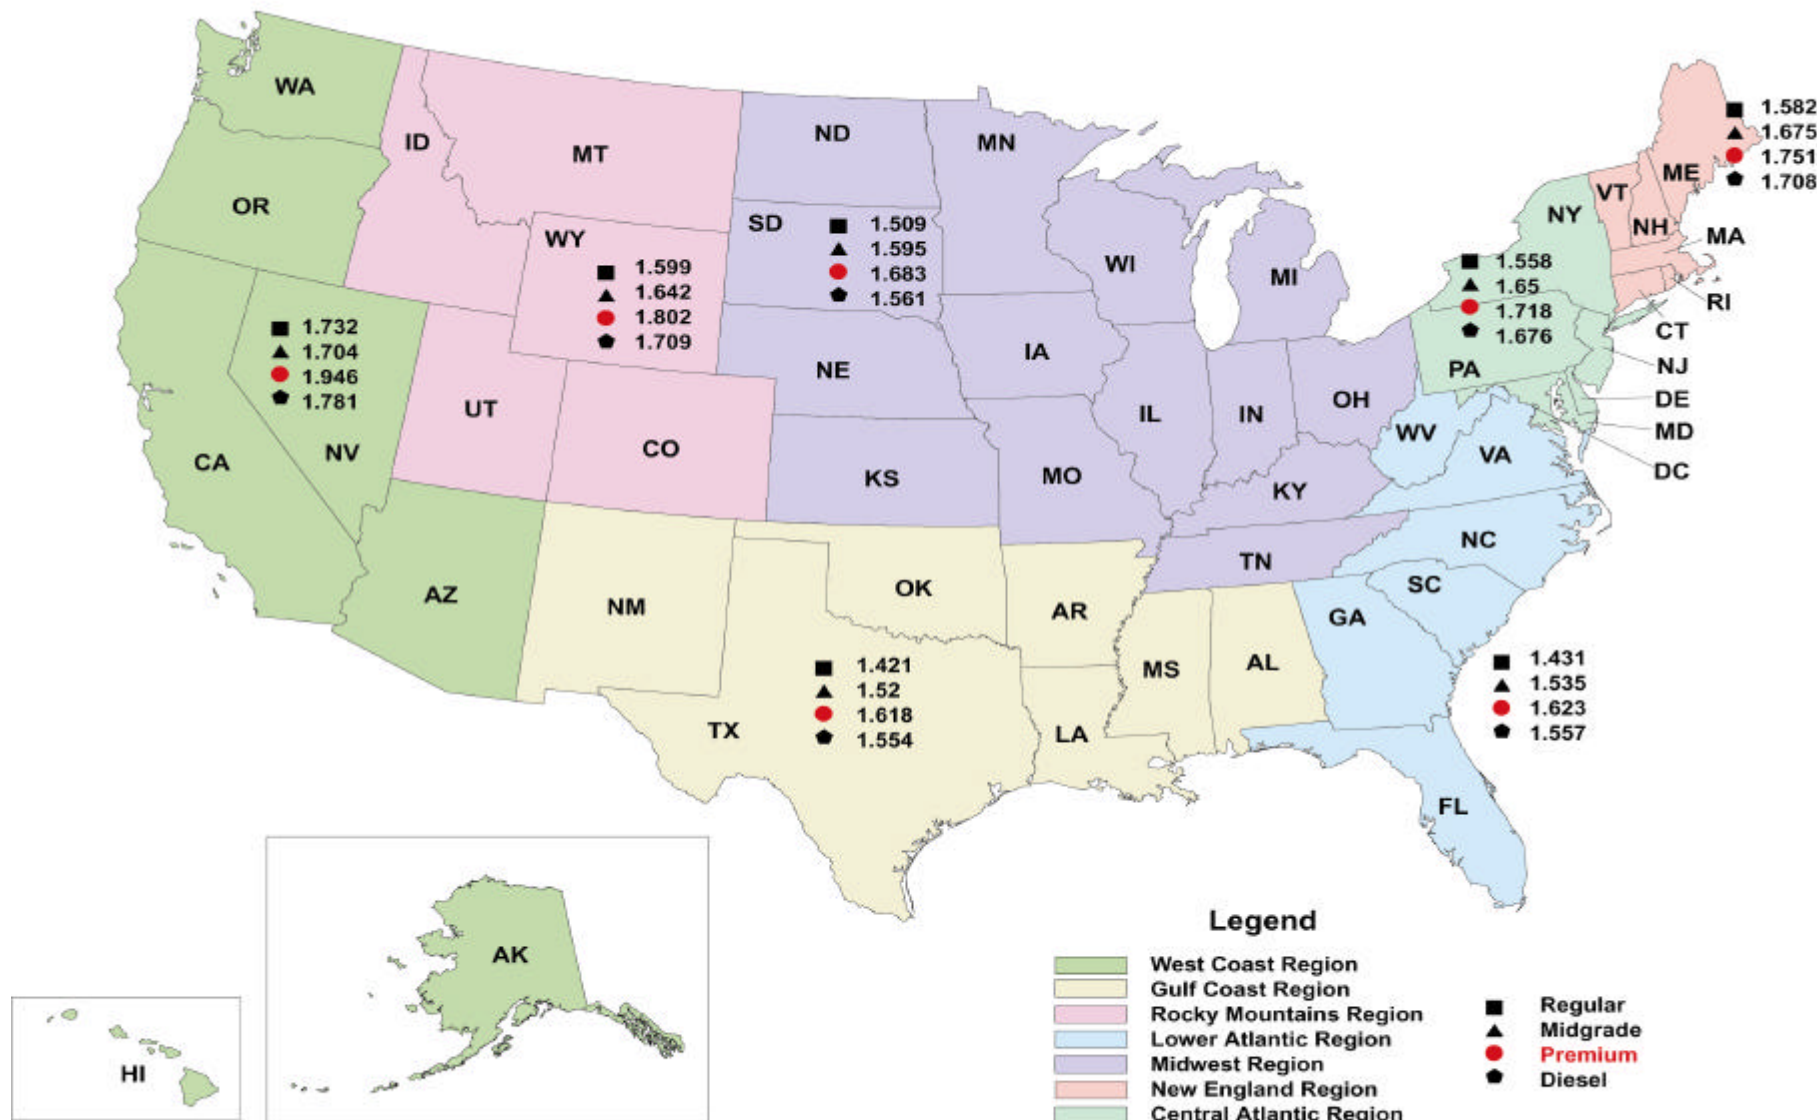 WA
ID
MT
ND
MN
OR
WY
SD
WI
MI
NY
VT
NH
ME
MA
RI
CT
NJ
DE
MD
DC
1.582
1.675
1.751
1.708
1.558
1.65
1.718
1.676
1.509
1.595
1.683
1.561
1.599
1.642
1.802
1.709
1.732
1.704
1.946
1.781
CA
NV
UT
CO
NE
KS
IA
MO
IL
IN
OH
PA
WV
VA
KY
TN
NC
SC
GA
AZ
NM
OK
AR
TX
LA
MS
AL
FL
1.421
1.52
1.618
1.554
1.431
1.535
1.623
1.557
AK
HI
Legend
West Coast Region
Gulf Coast Region
Rocky Mountains Region
Lower Atlantic Region
Midwest Region
New England Region
Central Atlantic Region
Regular
Midgrade
Premium
Diesel